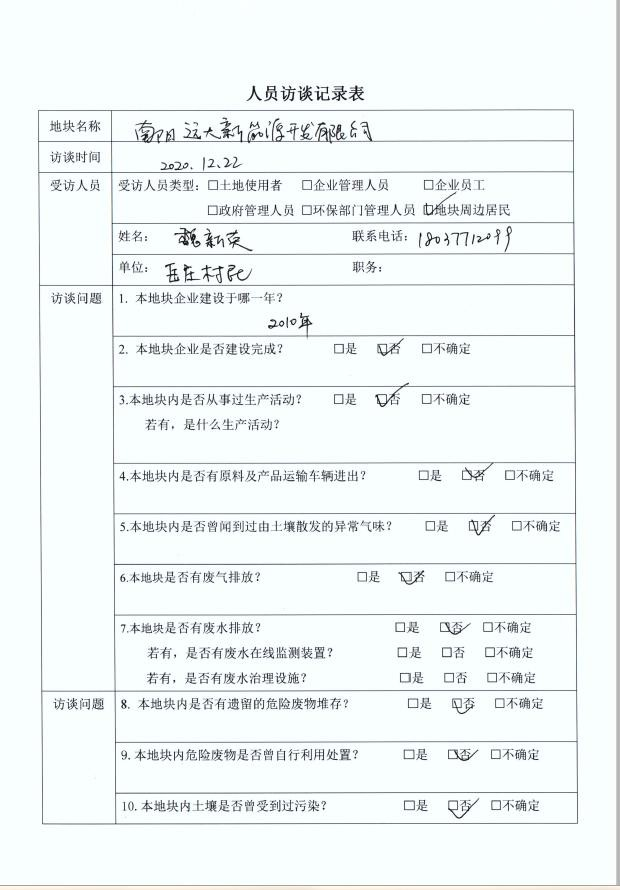 人员访谈记录表
地块名称 南阳远大新能源开发有限公司
访谈时间 2020.12.22
受访人员 受访人员类型：□土地使用者 □企业管理人员 □企业员工
□政府管理人员 □环保部门管理人员 ☑地块周边居民
姓名：魏新英 联系电话：18037712099
单位：王庄村民 职务：
访谈问题 1. 本地块企业建设于哪一年？
2010年
2. 本地块企业是否建设完成？ □是 ☑否 □不确定
3.本地块内是否从事过生产活动？ □是 ☑否 □不确定
若有，是什么生产活动？
4.本地块内是否有原料及产品运输车辆进出？ □是 ☑否 □不确定
5.本地块内是否曾闻到过由土壤散发的异常气味？ □是 ☑否 □不确定
6.本地块是否有废气排放？ □是 ☑否 □不确定
7.本地块是否有废水排放？ □是 ☑否 □不确定
若有，是否有废水在线监测装置？ □是 □否 □不确定
若有，是否有废水治理设施？ □是 □否 □不确定
访谈问题 8. 本地块内是否有遗留的危险废物堆存？ □是 ☑否 □不确定
9. 本地块内危险废物是否曾自行利用处置？ □是 ☑否 □不确定
10. 本地块内土壤是否曾受到过污染？ □是 ☑否 □不确定